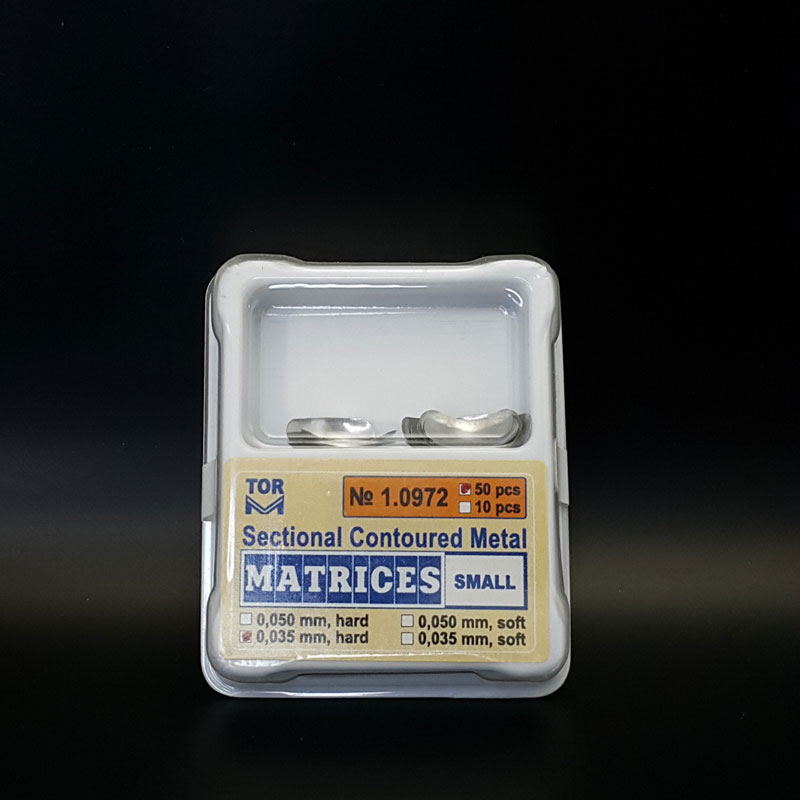 TOR
M
№ 1.0972
50 pcs
10 pcs
Sectional Contoured Metal
MATRICES SMALL
0,050 mm, hard
0,050 mm, soft
0,035 mm, hard
0,035 mm, soft